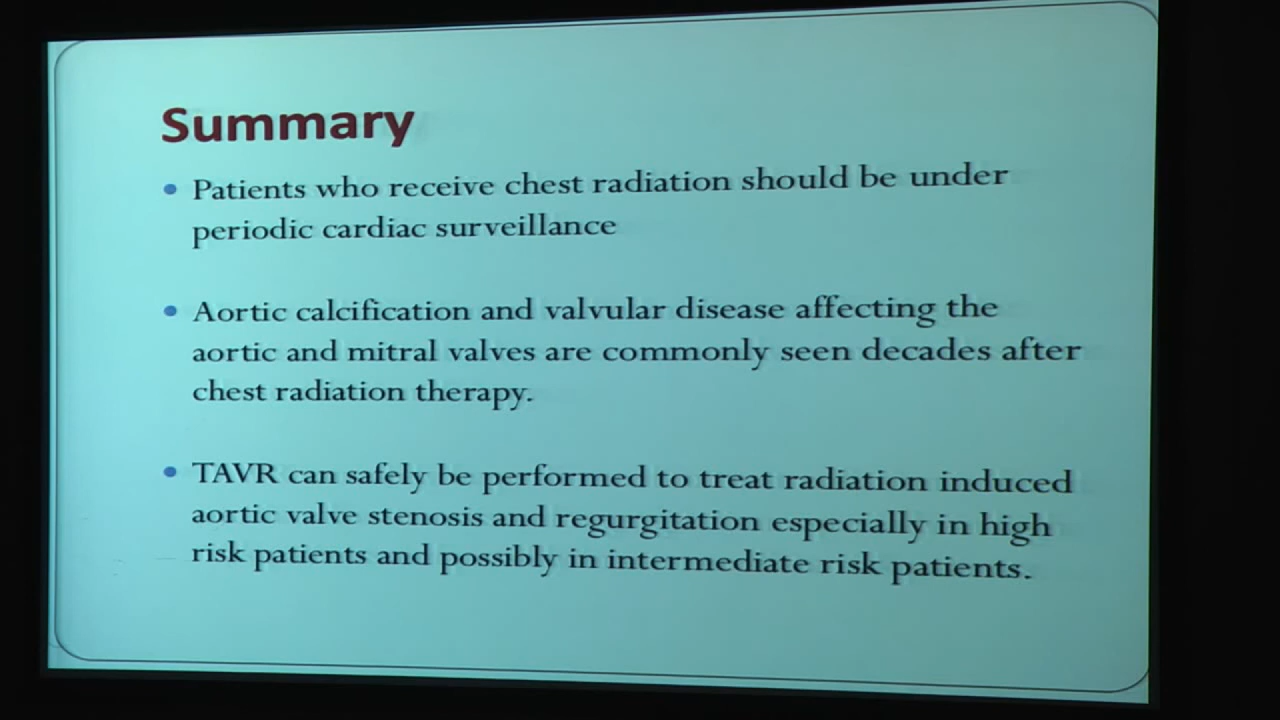 Summary
• Patients who receive chest radiation should be under
periodic cardiac surveillance
• Aortic calcification and valvular disease affecting the
aortic and mitral valves are commonly seen decades after
chest radiation therapy.
• TAVR can safely be performed to treat radiation induced
aortic valve stenosis and regurgitation especially in high
risk patients and possibly in intermediate risk patients.